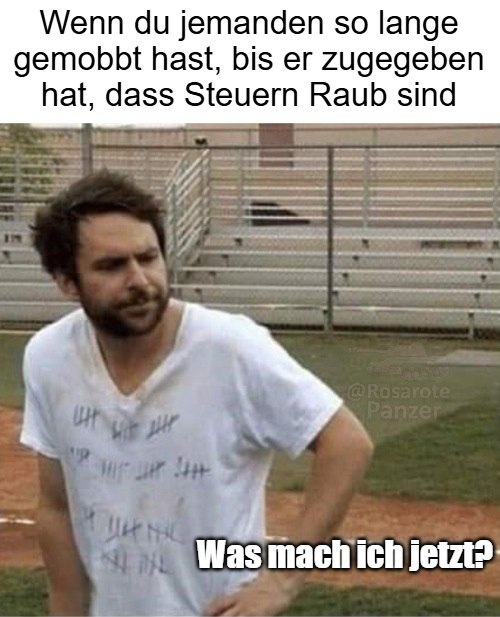 Wenn du jemanden so lange
gemobbt hast, bis er zugegeben
hat, dass Steuern Raub sind
@Rosarote
Panzer
Was mach ich jetzt?